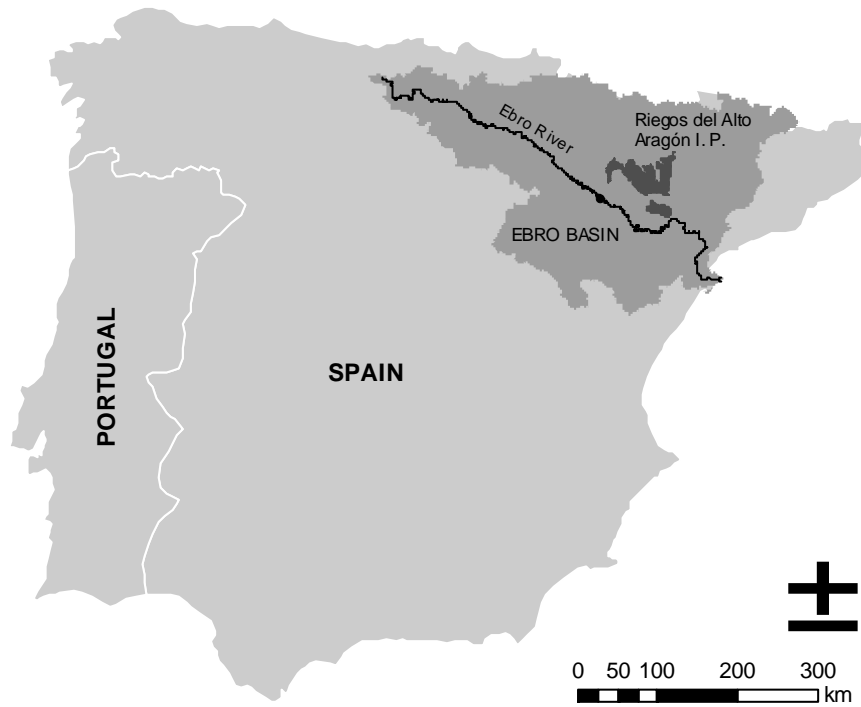 Ebro River
Riegos del Alto
Aragón I. P.
EBRO BASIN
SPAIN
PORTUGAL
±
0 50 100 200 300
km